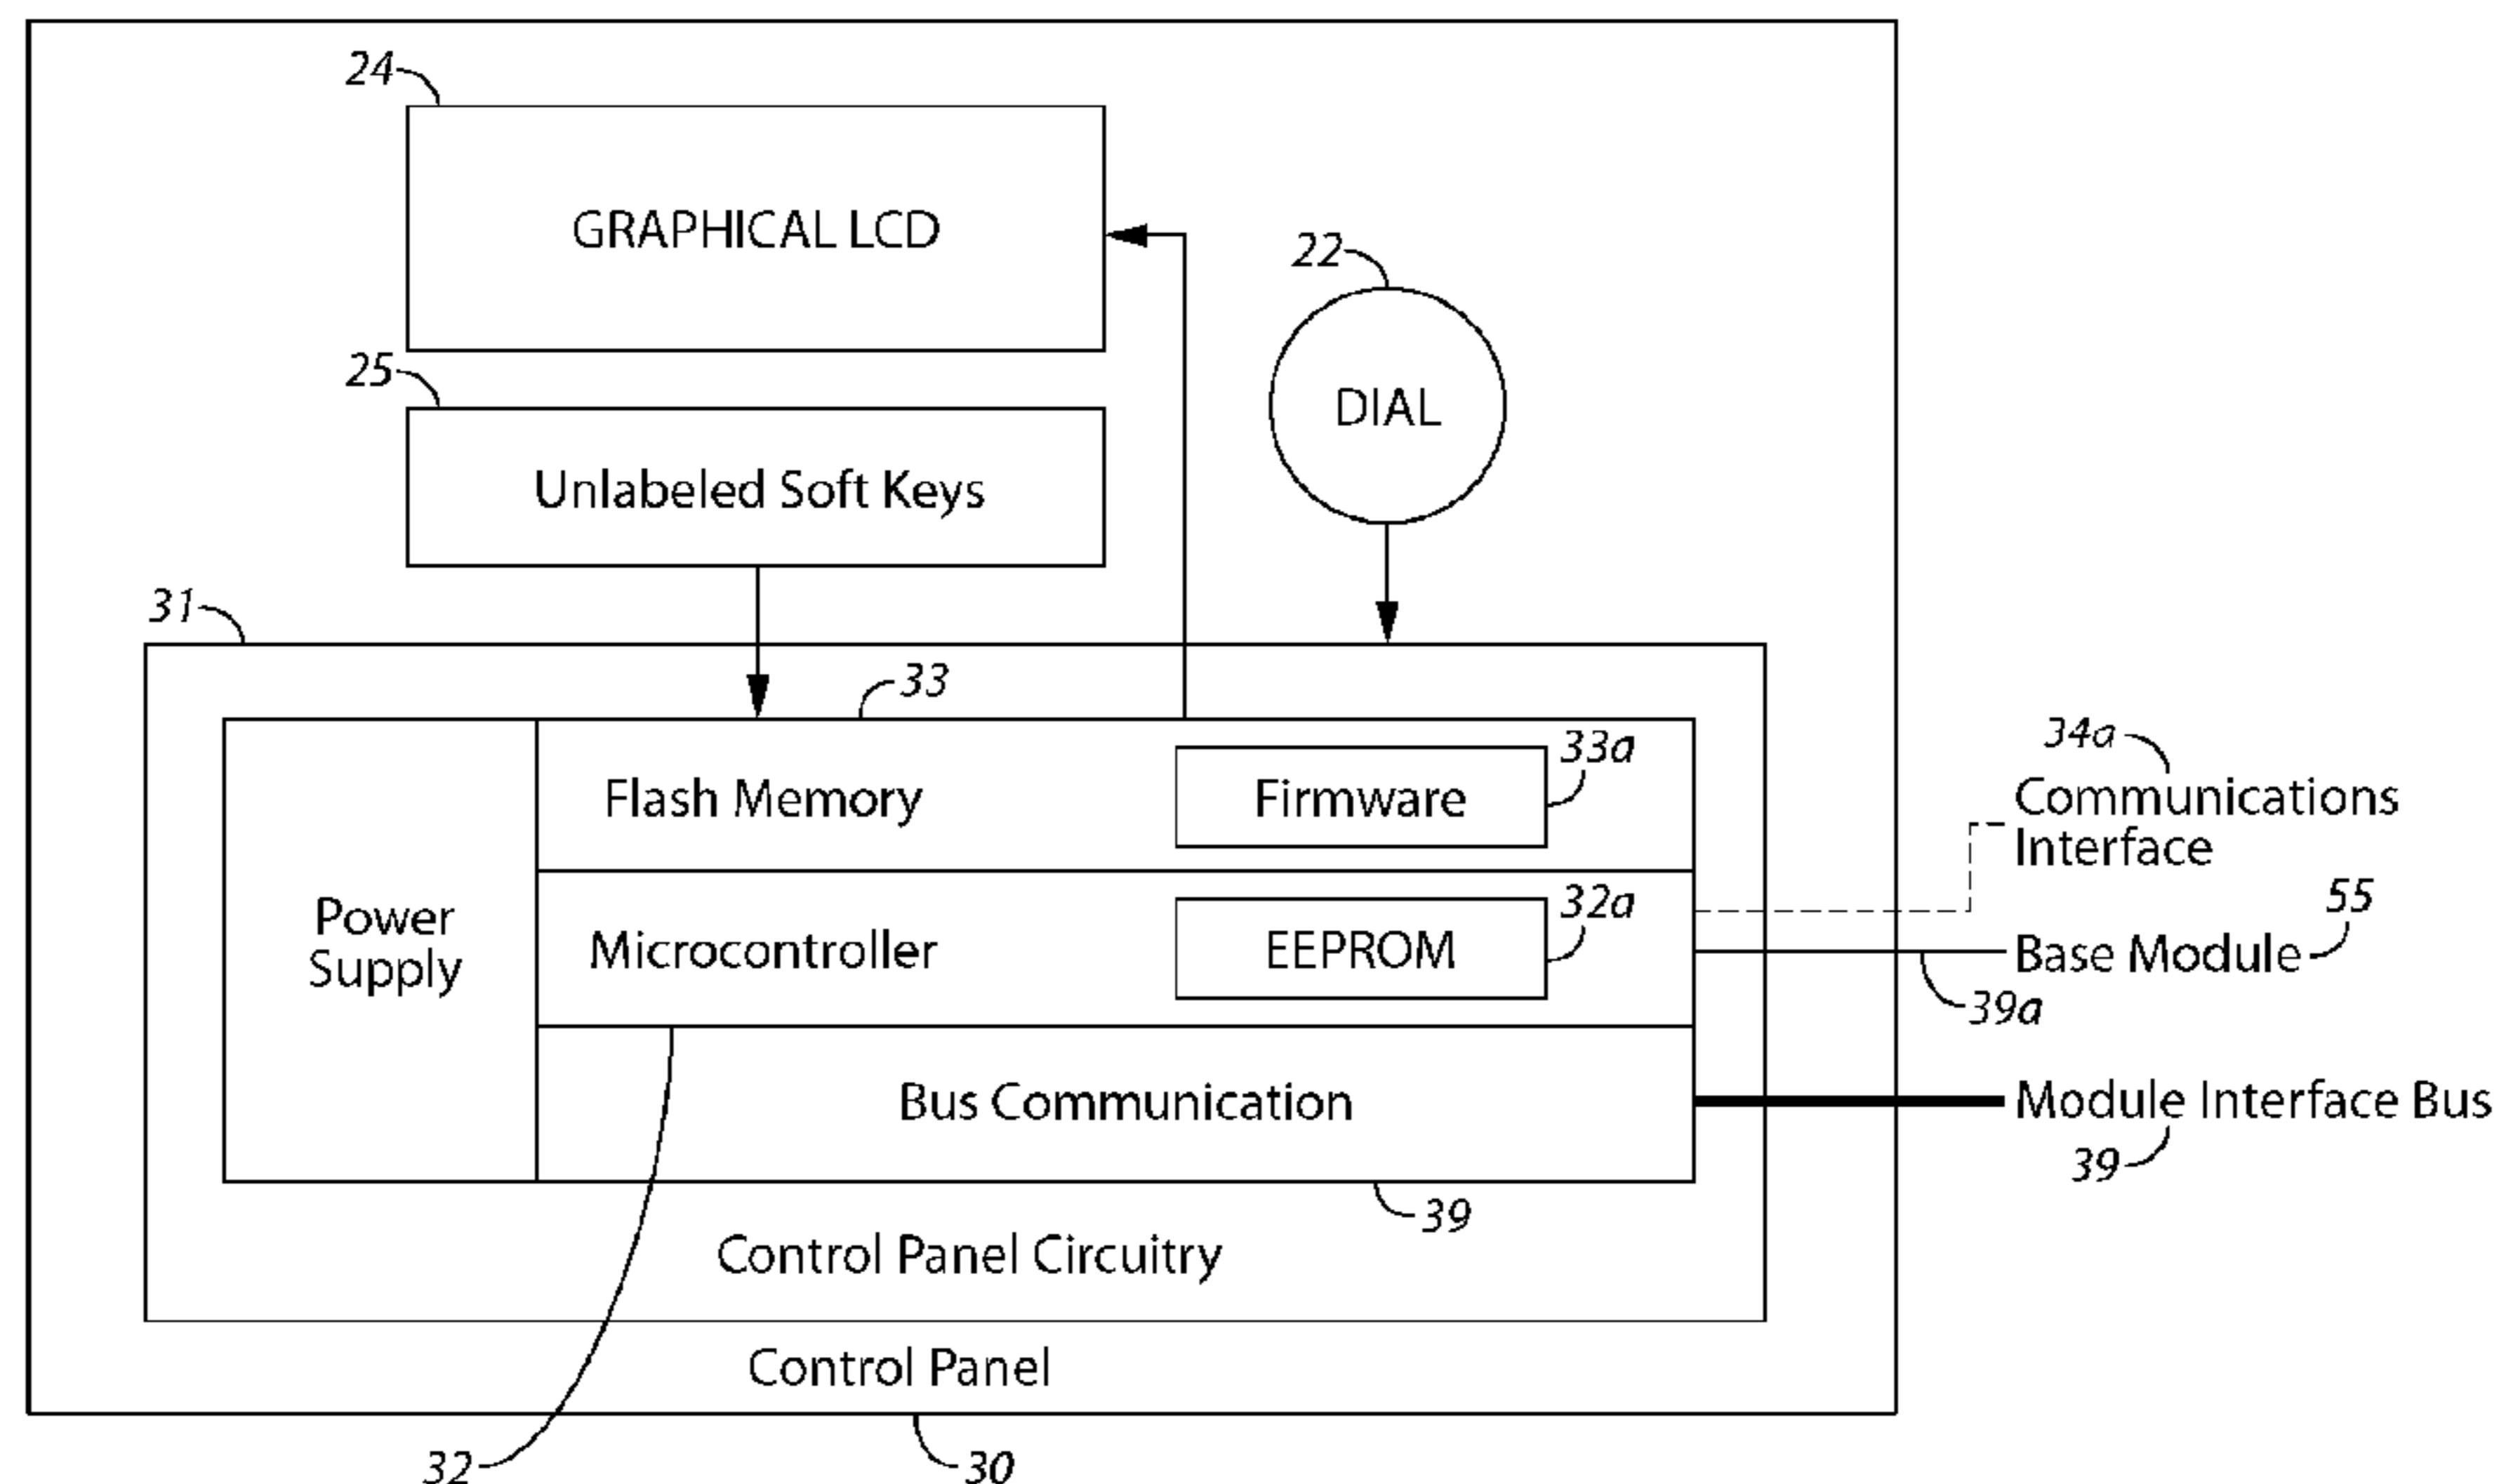 24
GRAPHICAL LCD
22
DIAL
25
Unlabeled Soft Keys
31
33
Flash Memory
Firmware
33a
34a
Communications
Interface
Power
Supply
Microcontroller
EEPROM
32a
55
Base Module
39a
Bus Communication
Module Interface Bus
39
39
Control Panel Circuitry
Control Panel
32
30